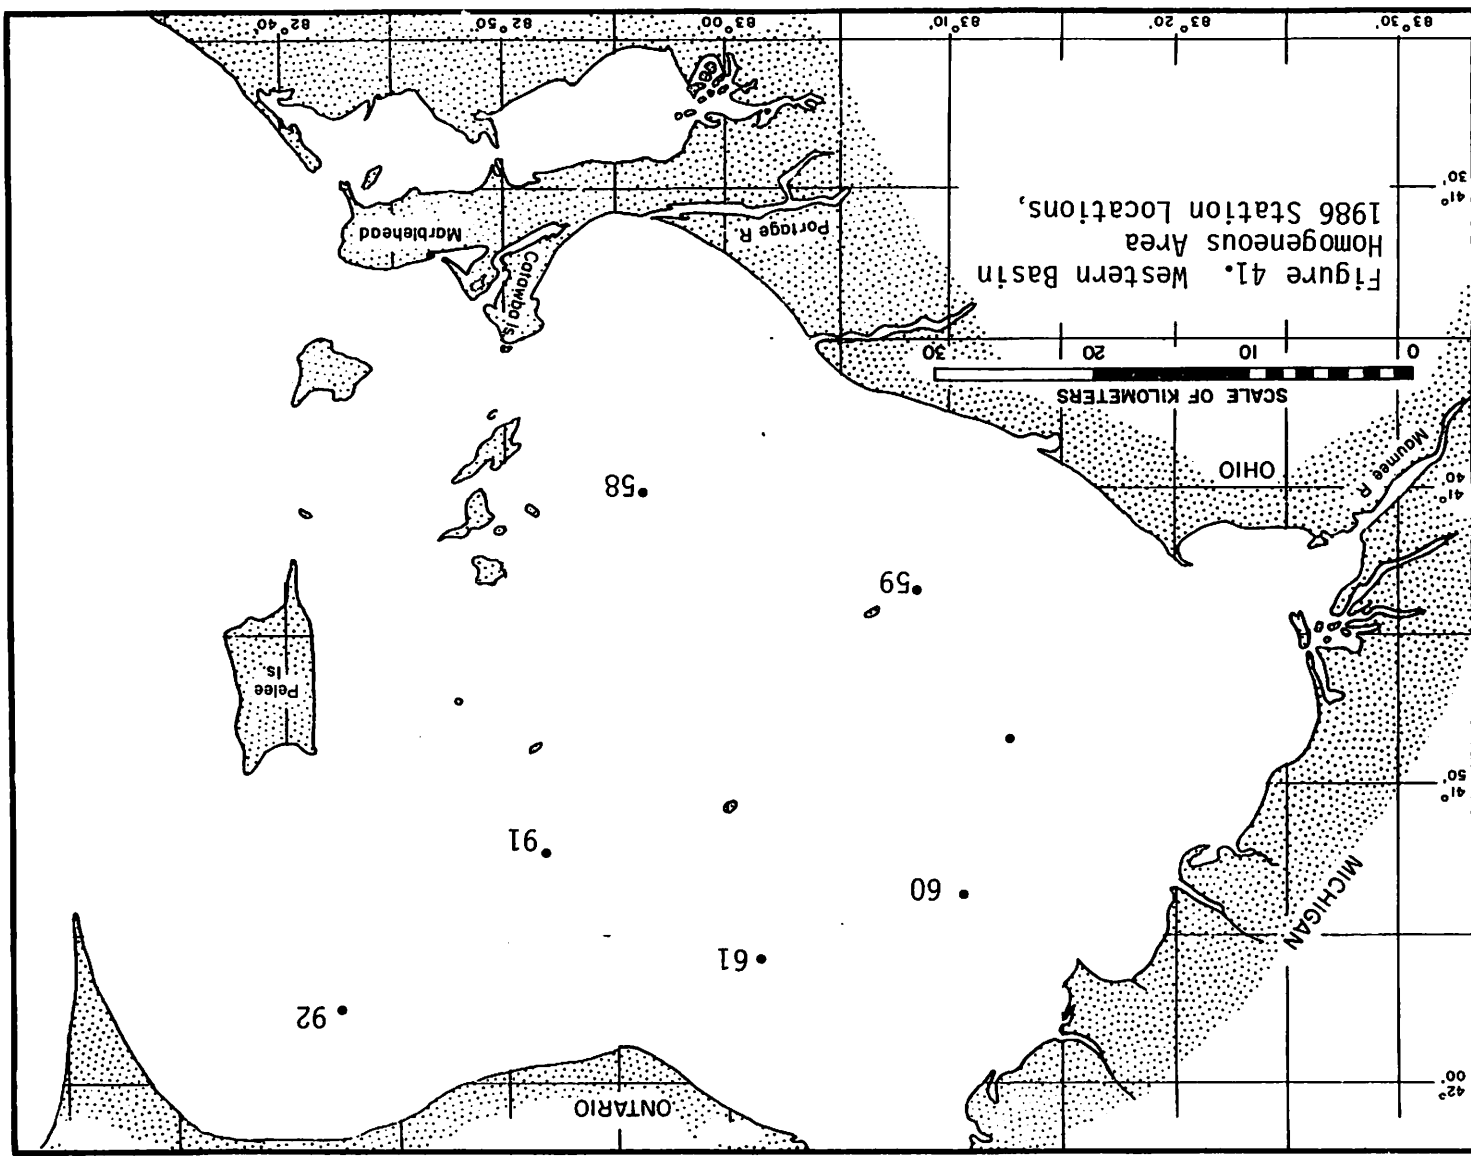 ONTARIO
42° 00'
92
61
60
91
MICHIGAN
41° 50'
Pelee
Is
59
58
41° 40'
OHIO
Maumee R
SCALE OF KILOMETERS
0 10 20 30
Figure 41. Western Basin
Homogeneous Area
1986 Station Locations,
Catawba Is
Marblehead
Portage R
41° 30'
83°30' 83°20' 83°10' 83°00 82°50' 82°40'